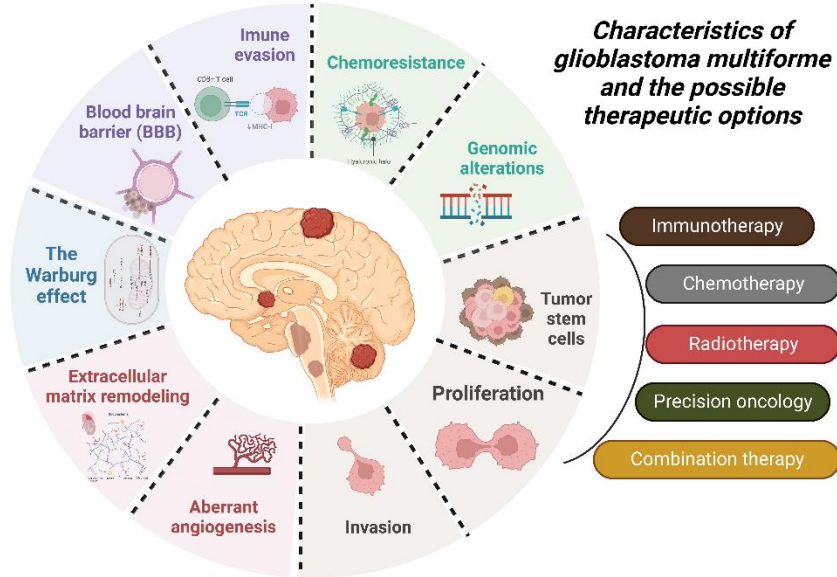 Characteristics of
glioblastoma multiforme
and the possible
therapeutic options
Imune
evasion
CD8+ T cell
TCR
↓MHC-I
Chemoresistance
Hyaluronic halo
Genomic
alterations
Tumor
stem
cells
Proliferation
Invasion
Aberrant
angiogenesis
Extracellular
matrix remodeling
The
Warburg
effect
Blood brain
barrier (BBB)
Immunotherapy
Chemotherapy
Radiotherapy
Precision oncology
Combination therapy